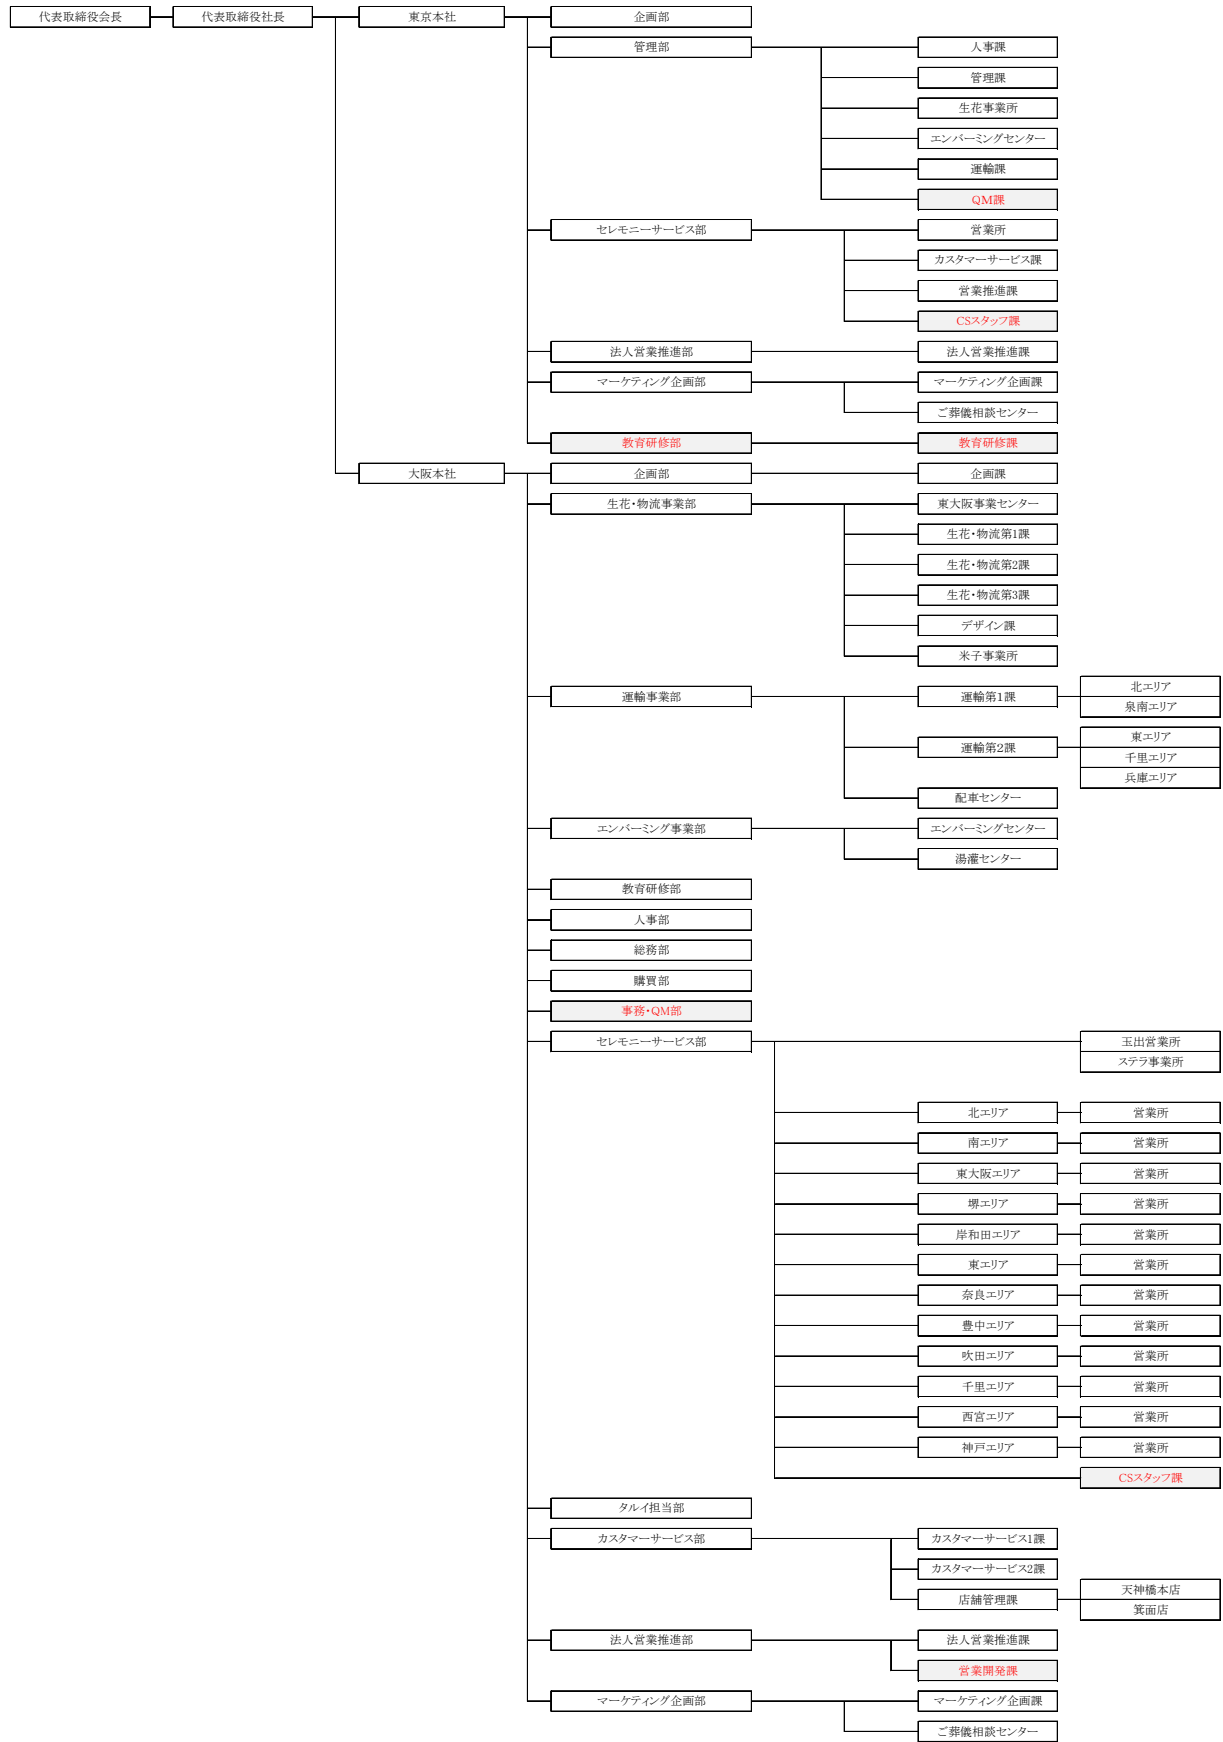 代表取締役会長
代表取締役社長
東京本社
企画部
管理部
人事課
管理課
生花事業所
エンバーミングセンター
運輸課
QM課
セレモニーサービス部
営業所
カスタマーサービス課
営業推進課
CSスタッフ課
法人営業推進部
法人営業推進課
マーケティング企画部
マーケティング企画課
ご葬儀相談センター
教育研修部
教育研修課
大阪本社
企画部
企画課
生花・物流事業部
東大阪事業センター
生花・物流第1課
生花・物流第2課
生花・物流第3課
デザイン課
米子事業所
運輸事業部
運輸第1課
北エリア
泉南エリア
運輸第2課
東エリア
千里エリア
兵庫エリア
配車センター
エンバーミング事業部
エンバーミングセンター
湯灌センター
教育研修部
人事部
総務部
購買部
事務・QM部
セレモニーサービス部
玉出営業所
ステラ事業所
北エリア
営業所
南エリア
営業所
東大阪エリア
営業所
堺エリア
営業所
岸和田エリア
営業所
東エリア
営業所
奈良エリア
営業所
豊中エリア
営業所
吹田エリア
営業所
千里エリア
営業所
西宮エリア
営業所
神戸エリア
営業所
CSスタッフ課
タルイ担当部
カスタマーサービス部
カスタマーサービス1課
カスタマーサービス2課
店舗管理課
天神橋本店
箕面店
法人営業推進部
法人営業推進課
営業開発課
マーケティング企画部
マーケティング企画課
ご葬儀相談センター